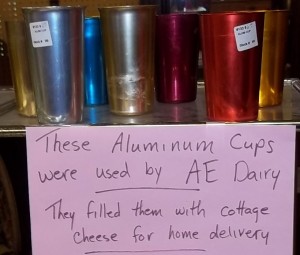 These Aluminum Cups
were used by AE Dairy
They filled them with cottage
cheese for home delivery